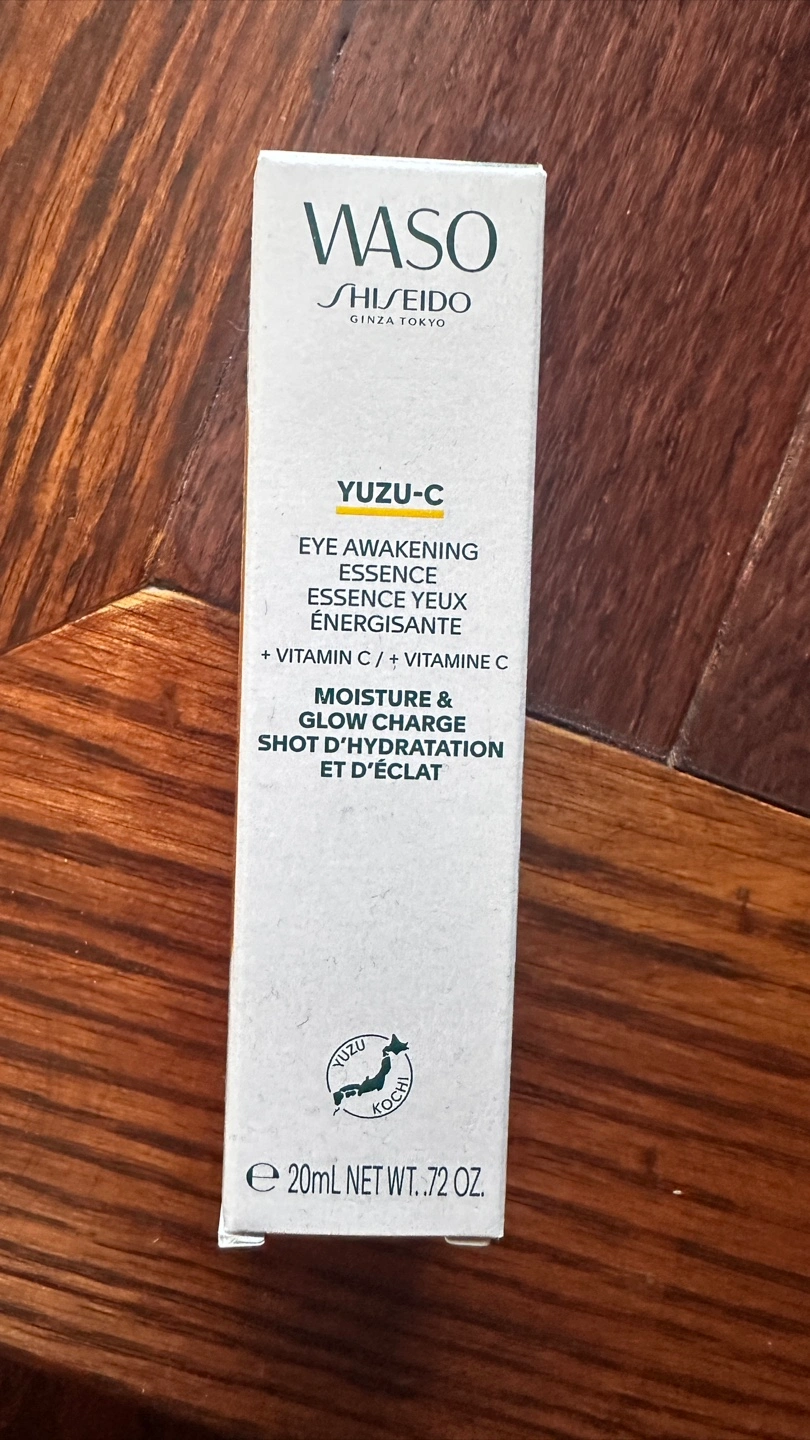 WASO
SHISEIDO
GINZA TOKYO
YUZU-C
EYE AWAKENING
ESSENCE
ESSENCE YEUX
ÉNERGISANTE
+ VITAMIN C / + VITAMINE C
MOISTURE &
GLOW CHARGE
SHOT D'HYDRATATION
ET D'ÉCLAT
YUZU
KOCHI
℮ 20mL NET WT. .72 OZ.